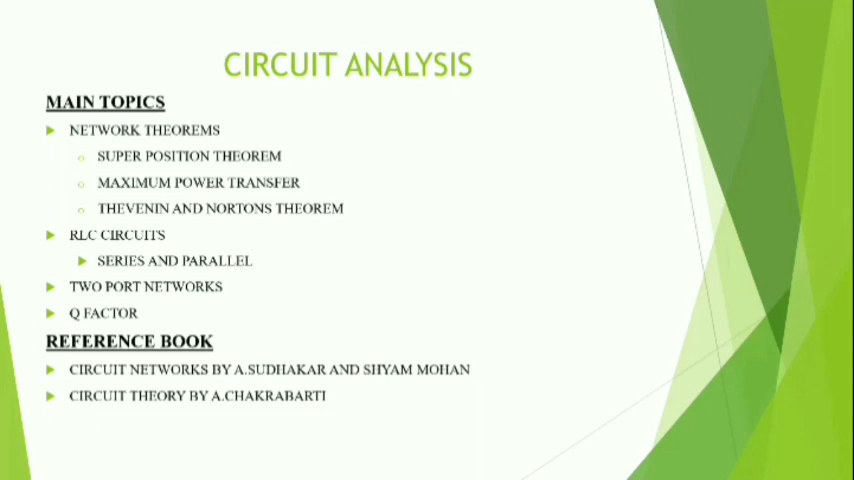 CIRCUIT ANALYSIS
MAIN TOPICS
NETWORK THEOREMS
SUPER POSITION THEOREM
MAXIMUM POWER TRANSFER
THEVENIN AND NORTONS THEOREM
RLC CIRCUITS
SERIES AND PARALLEL
TWO PORT NETWORKS
Q FACTOR
REFERENCE BOOK
CIRCUIT NETWORKS BY A.SUDHAKAR AND SHYAM MOHAN
CIRCUIT THEORY BY A.CHAKRABARTI